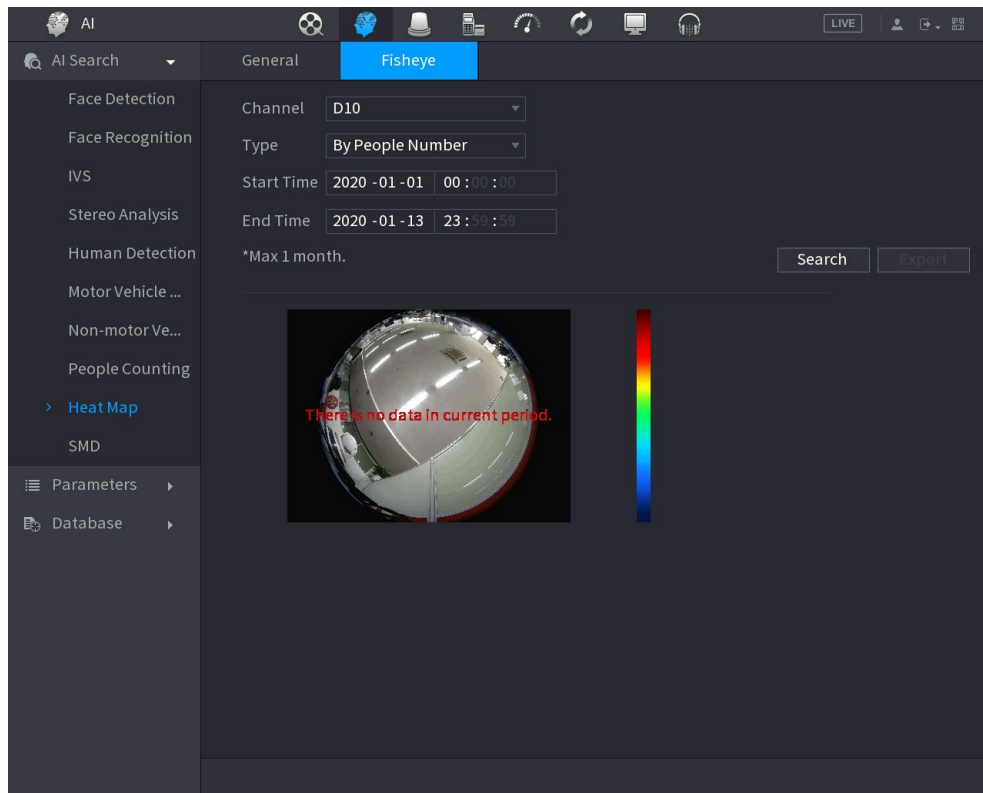 AI
LIVE
AI Search
General
Fisheye
Face Detection
Face Recognition
IVS
Stereo Analysis
Human Detection
Motor Vehicle ...
Non-motor Ve...
People Counting
Heat Map
SMD
Parameters
Database
Channel D10
Type By People Number
Start Time 2020 -01 -01 00 :00 :00
End Time 2020 -01 -13 23 :59 :59
*Max 1 month.
Search
Export
There is no data in current period.